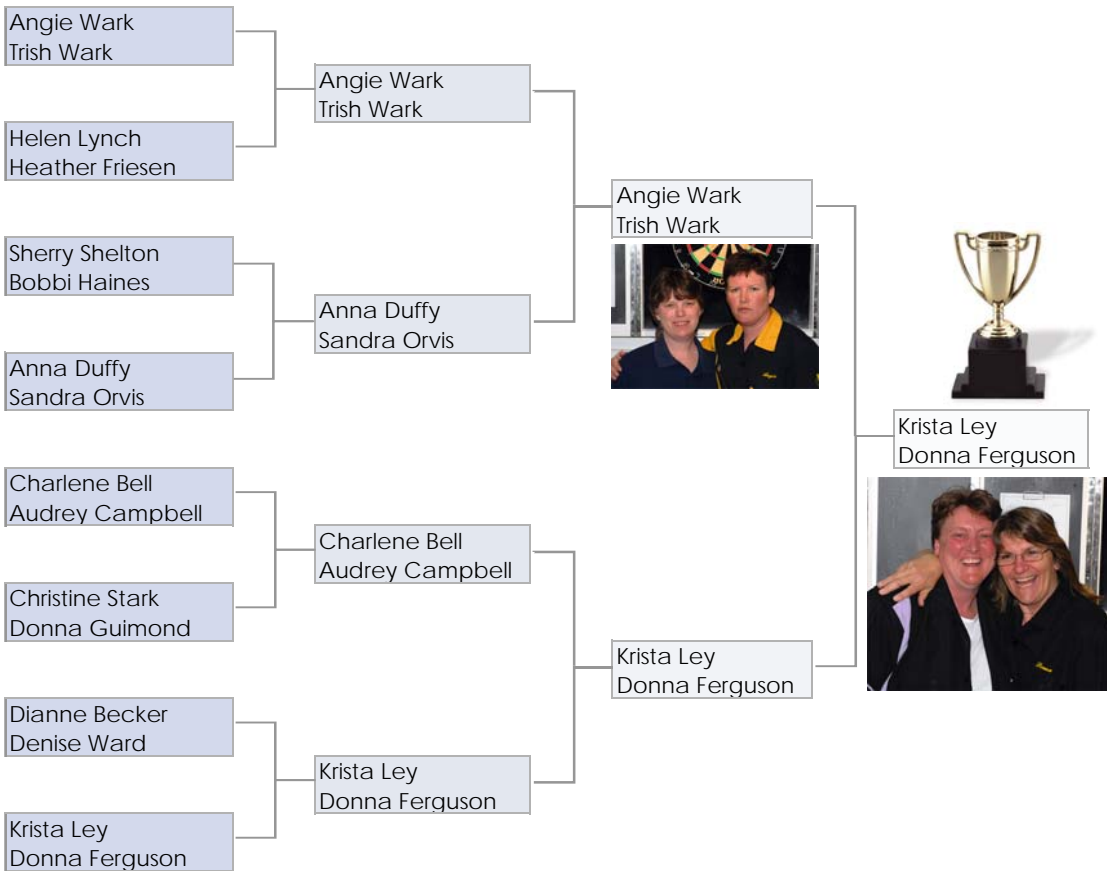 Angie Wark
Trish Wark
Helen Lynch
Heather Friesen
Sherry Shelton
Bobbi Haines
Anna Duffy
Sandra Orvis
Charlene Bell
Audrey Campbell
Christine Stark
Donna Guimond
Dianne Becker
Denise Ward
Krista Ley
Donna Ferguson
Angie Wark
Trish Wark
Anna Duffy
Sandra Orvis
Charlene Bell
Audrey Campbell
Krista Ley
Donna Ferguson
Angie Wark
Trish Wark
Krista Ley
Donna Ferguson
Krista Ley
Donna Ferguson